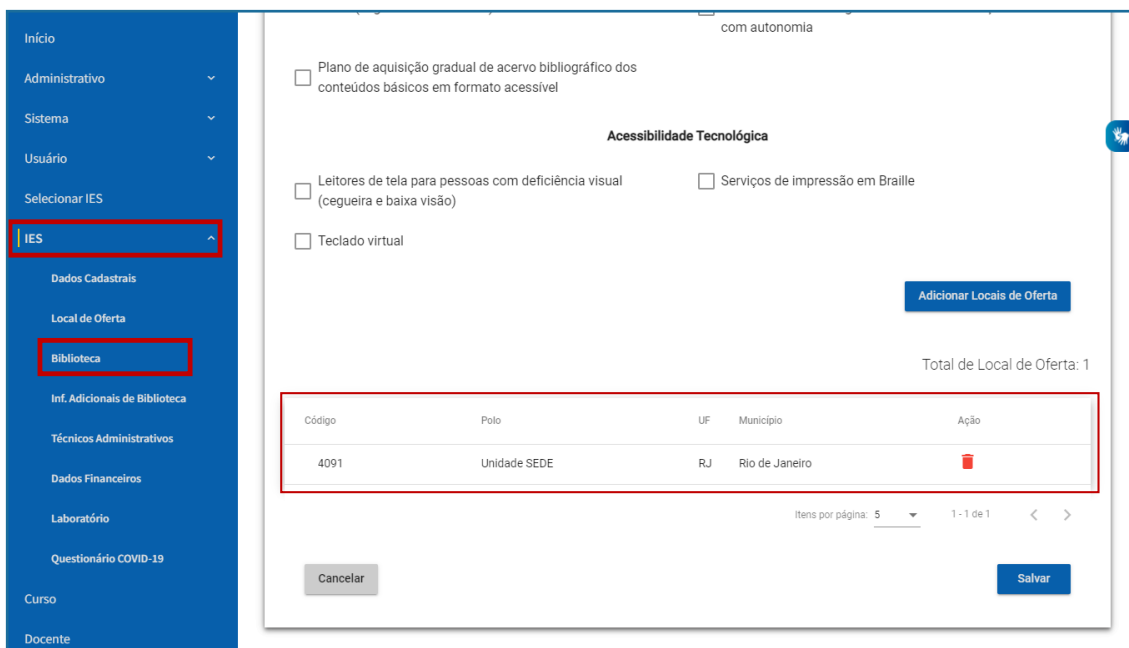 Início
Administrativo
Sistema
Usuário
Selecionar IES
IES
Dados Cadastrais
Local de Oferta
Biblioteca
Inf. Adicionais de Biblioteca
Técnicos Administrativos
Dados Financeiros
Laboratório
Questionário COVID-19
Curso
Docente
com autonomia
Plano de aquisição gradual de acervo bibliográfico dos
conteúdos básicos em formato acessível
Acessibilidade Tecnológica
Leitores de tela para pessoas com deficiência visual
(cegueira e baixa visão)
Serviços de impressão em Braille
Teclado virtual
Adicionar Locais de Oferta
Total de Local de Oferta: 1
Código Polo UF Município Ação
4091 Unidade SEDE RJ Rio de Janeiro
Itens por página: 5 1 - 1 de 1
Cancelar Salvar